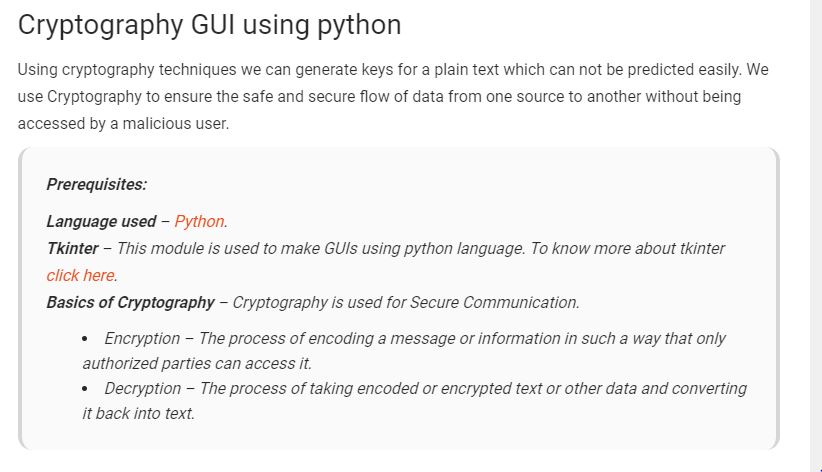 Cryptography GUI using python
Using cryptography techniques we can generate keys for a plain text which can not be predicted easily. We
use Cryptography to ensure the safe and secure flow of data from one source to another without being
accessed by a malicious user.
Prerequisites:
Language used – Python.
Tkinter – This module is used to make GUIs using python language. To know more about tkinter
click here.
Basics of Cryptography – Cryptography is used for Secure Communication.
• Encryption – The process of encoding a message or information in such a way that only
authorized parties can access it.
• Decryption – The process of taking encoded or encrypted text or other data and converting
it back into text.